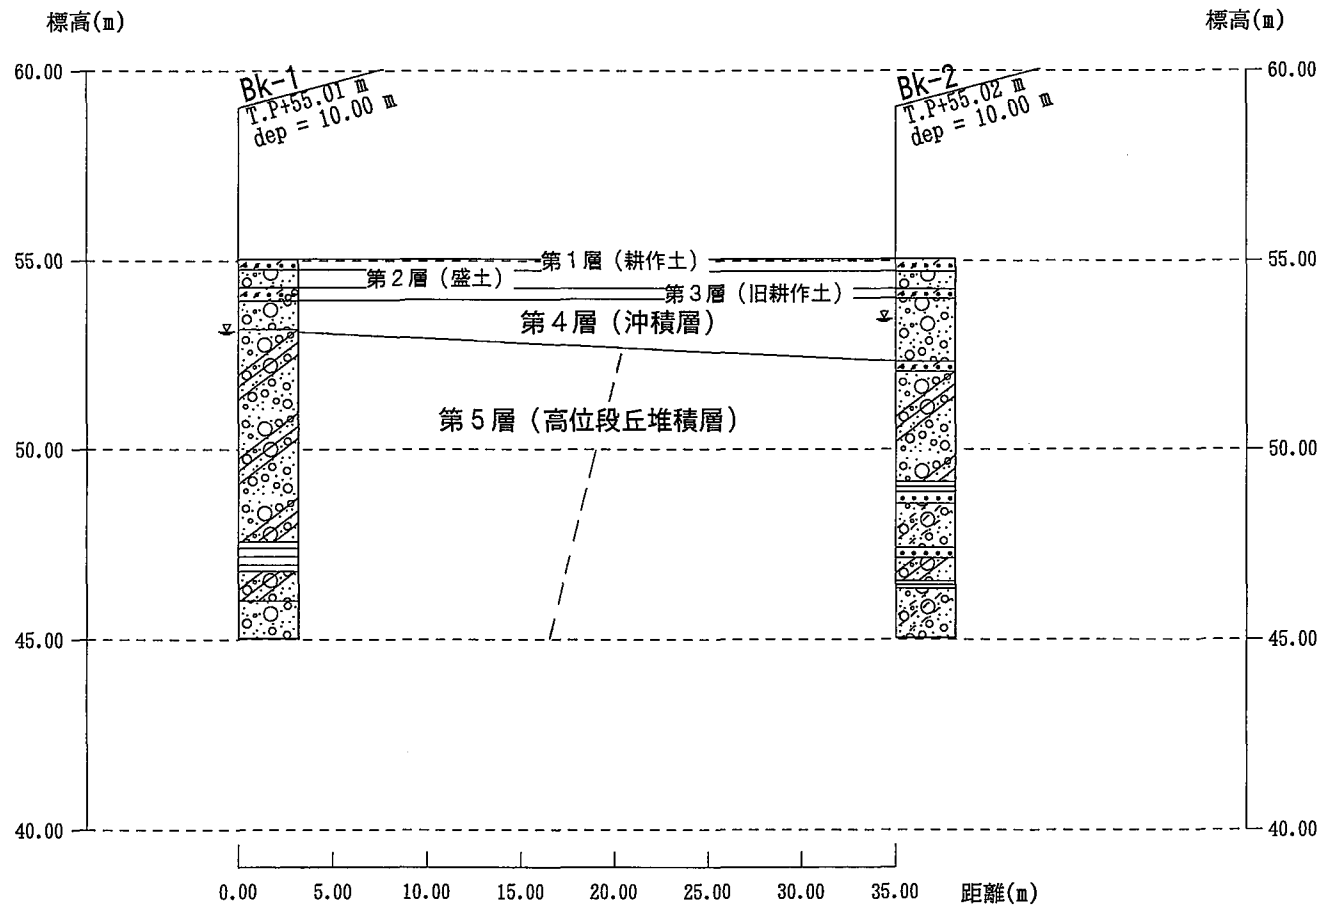 標高(m)
標高(m)
60.00
60.00
Bk-1
T.P+55.01 m
dep = 10.00 m
Bk-2
T.P+55.02 m
dep = 10.00 m
55.00
55.00
第1層（耕作土）
第2層（盛土）
第3層（旧耕作土）
第4層（沖積層）
第5層（高位段丘堆積層）
50.00
50.00
45.00
45.00
40.00
40.00
0.00 5.00 10.00 15.00 20.00 25.00 30.00 35.00 距離(m)